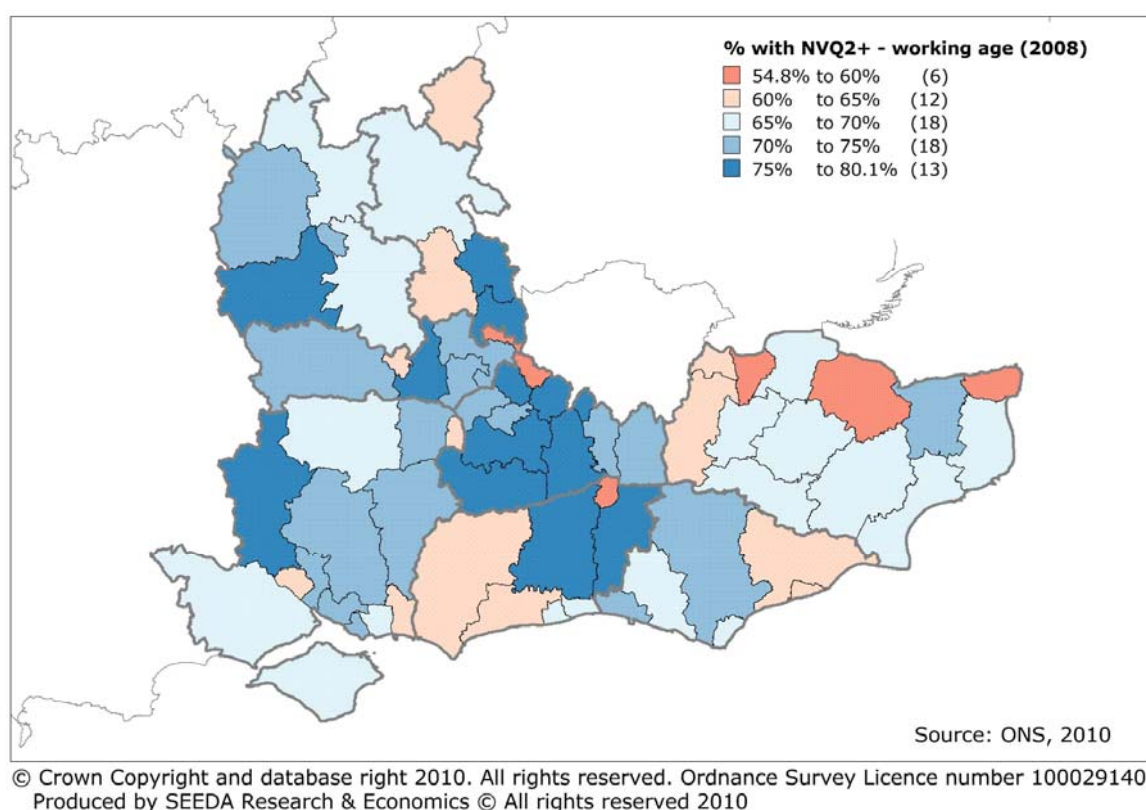 % with NVQ2+ - working age (2008)
54.8% to 60% (6)
60% to 65% (12)
65% to 70% (18)
70% to 75% (18)
75% to 80.1% (13)
Source: ONS, 2010
© Crown Copyright and database right 2010. All rights reserved. Ordnance Survey Licence number 100029140
Produced by SEEDA Research & Economics © All rights reserved 2010